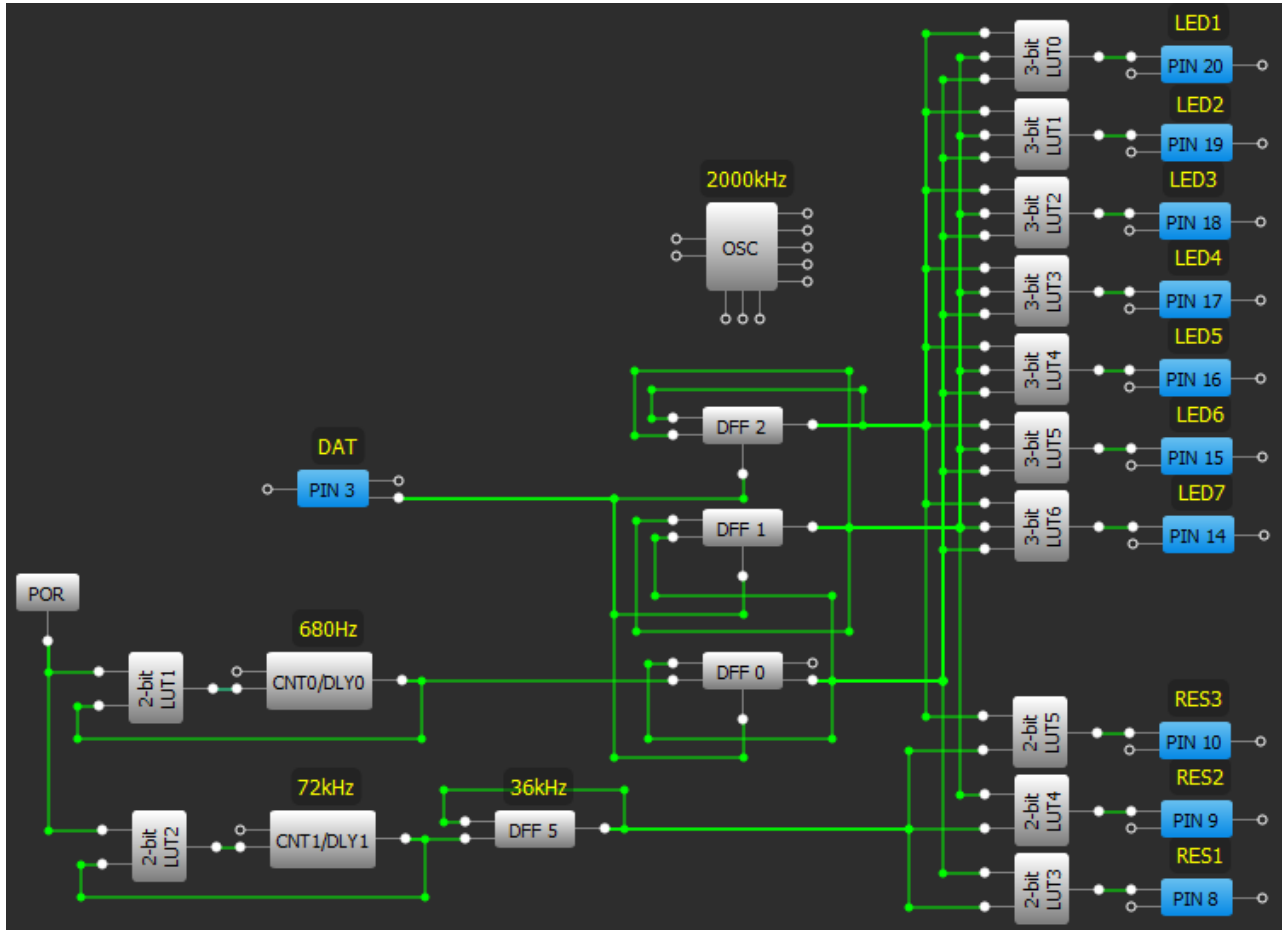 LED1
3-bit
LUT0
PIN 20
LED2
3-bit
LUT1
PIN 19
2000kHz
LED3
3-bit
LUT2
PIN 18
OSC
LED4
3-bit
LUT3
PIN 17
LED5
3-bit
LUT4
PIN 16
DFF 2
LED6
DAT
3-bit
LUT5
PIN 15
PIN 3
LED7
DFF 1
3-bit
LUT6
PIN 14
POR
680Hz
2-bit
LUT1
CNT0/DLY0
DFF 0
RES3
2-bit
LUT5
PIN 10
72kHz
36kHz
RES2
2-bit
LUT2
CNT1/DLY1
DFF 5
2-bit
LUT4
PIN 9
RES1
2-bit
LUT3
PIN 8